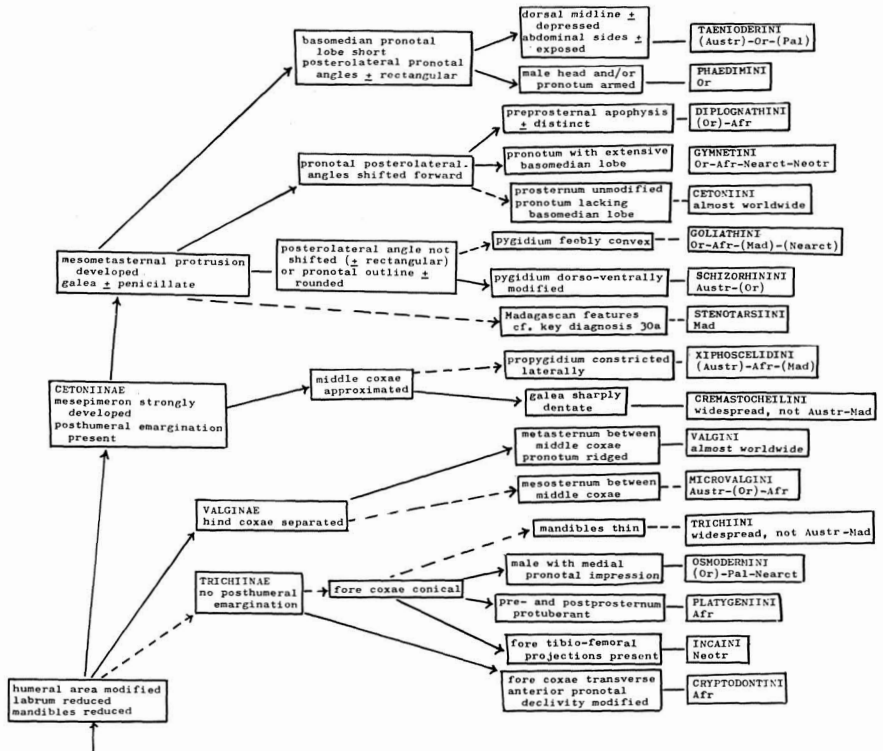 basomedian pronotal
lobe short
posterolateral pronotal
angles ± rectangular
dorsal midline ±
depressed
abdominal sides ±
exposed
TAENIODERINI
(Austr)-Or-(Pal)
male head and/or
pronotum armed
PHAEDIMINI
Or
pronotal posterolateral-
angles shifted forward
preprosternal apophysis
± distinct
DIPLOGNATHINI
(Or)-Afr
pronotum with extensive
basomedian lobe
GYMNETINI
Or-Afr-Nearct-Neotr
prosternum unmodified
pronotum lacking
basomedian lobe
CETONIINI
almost worldwide
mesometasternal protrusion
developed
galea ± penicillate
posterolateral angle not
shifted (± rectangular)
or pronotal outline ±
rounded
pygidium feebly convex
GOLIATHINI
Or-Afr-(Mad)-(Nearct)
pygidium dorso-ventrally
modified
SCHIZORHININI
Austr-(Or)
Madagascan features
cf. key diagnosis 30a
STENOTARSIINI
Mad
CETONIINAE
mesepimeron strongly
developed
posthumeral emargination
present
middle coxae
approximated
propygidium constricted
laterally
XIPHOSCELIDINI
(Austr)-Afr-(Mad)
galea sharply
dentate
CREMASTOCHEILINI
widespread, not Austr-Mad
VALGINAE
hind coxae separated
metasternum between
middle coxae
pronotum ridged
VALGINI
almost worldwide
mesosternum between
middle coxae
MICROVALGINI
Austr-(Or)-Afr
TRICHIINAE
no posthumeral
emargination
fore coxae conical
mandibles thin
TRICHIINI
widespread, not Austr-Mad
male with medial
pronotal impression
OSMODERMINI
(Or)-Pal-Nearct
pre- and postprosternum
protuberant
PLATYGENIINI
Afr
fore tibio-femoral
projections present
INCAINI
Neotr
fore coxae transverse
anterior pronotal
declivity modified
CRYPTODONTINI
Afr
humeral area modified
labrum reduced
mandibles reduced